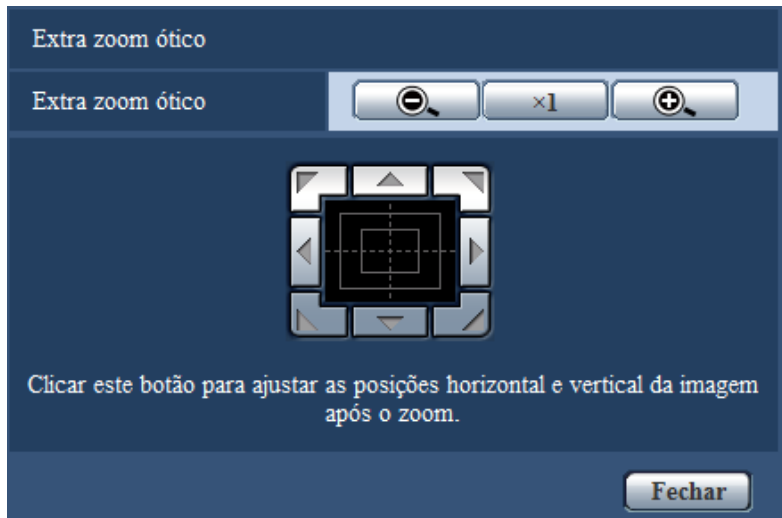 Extra zoom ótico
Extra zoom ótico
×1
Clicar este botão para ajustar as posições horizontal e vertical da imagem
após o zoom.
Fechar